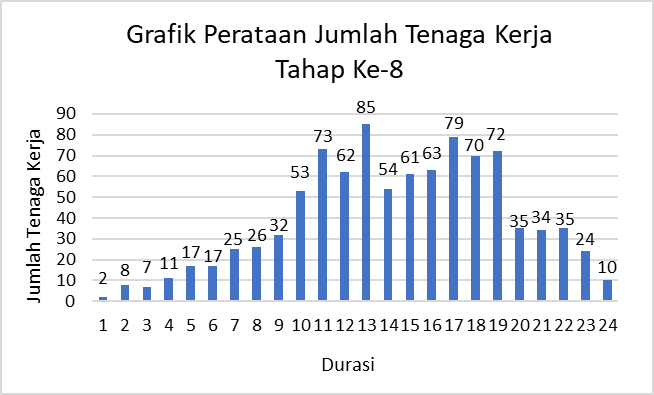 Grafik Perataan Jumlah Tenaga Kerja
Tahap Ke-8
Jumlah Tenaga Kerja
90
80
70
60
50
40
30
20
10
0
2 8 7 11 17 17 25 26 32 53 73 62 85 54 61 63 79 70 72 35 34 35 24 10
1 2 3 4 5 6 7 8 9 10 11 12 13 14 15 16 17 18 19 20 21 22 23 24
Durasi